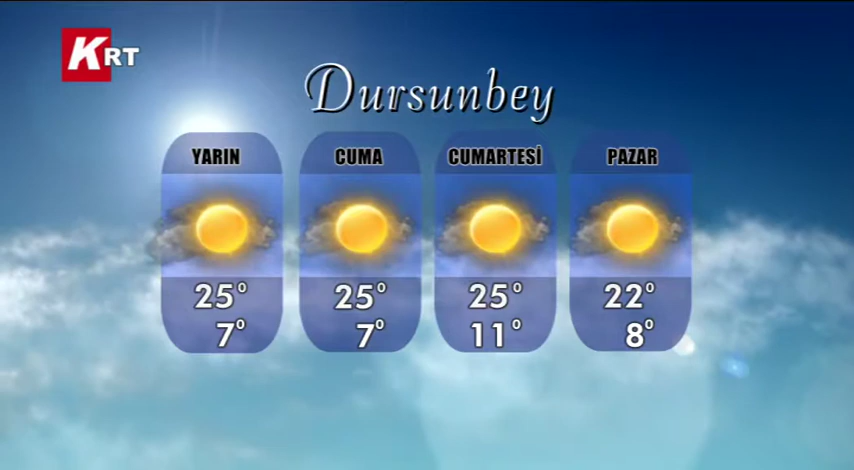 KRT
Dursunbey
YARIN CUMA CUMARTESİ PAZAR
25° 25° 25° 22°
7° 7° 11° 8°